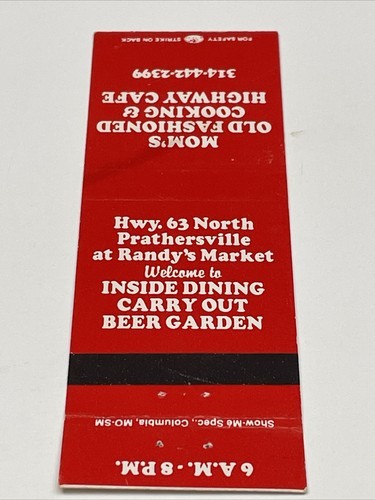 FOR SAFETY STRIKE ON BACK
314-442-2399
MOM'S
OLD FASHIONED
COOKING &
HIGHWAY CAFE
Hwy. 63 North
Prathersville
at Randy's Market
Welcome to
INSIDE DINING
CARRY OUT
BEER GARDEN
Show-Me Spec., Columbia, MO-SM
6 A.M. - 8 P.M.